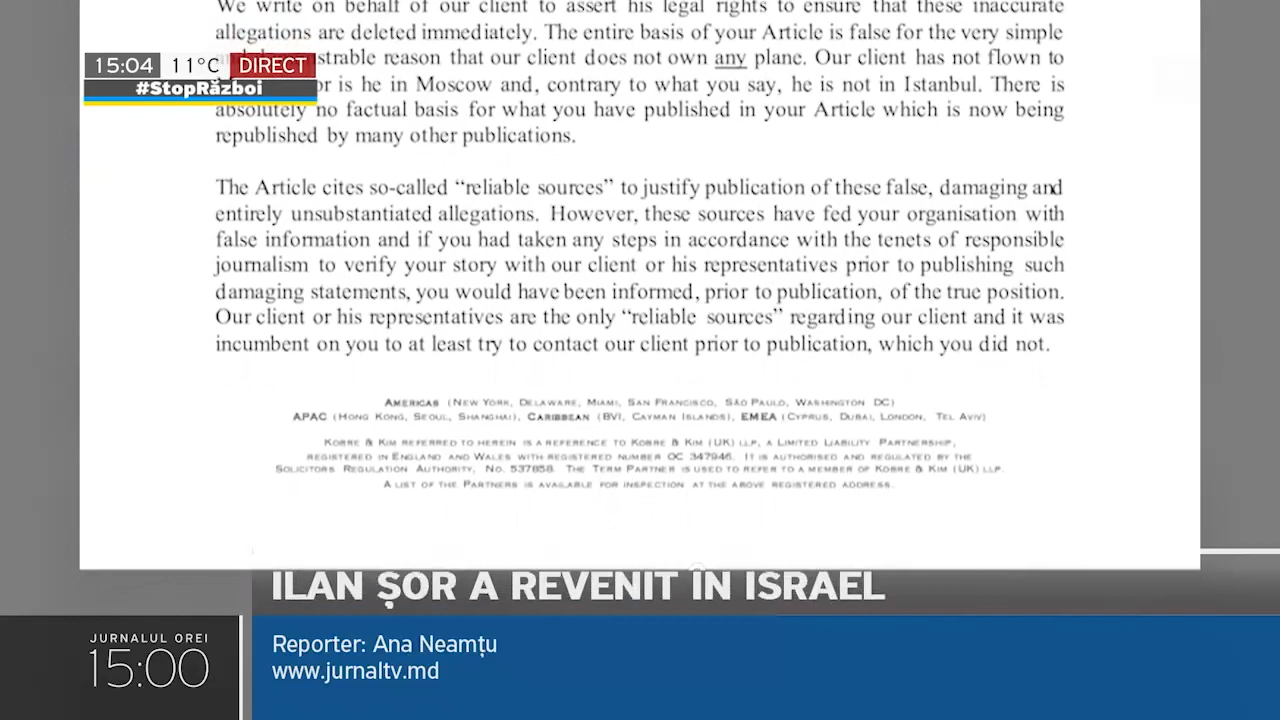 We write on behalf of our client to assert his legal rights to ensure that these inaccurate
allegations are deleted immediately. The entire basis of your Article is false for the very simple
strable reason that our client does not own any plane. Our client has not flown to
or is he in Moscow and, contrary to what you say, he is not in Istanbul. There is
absolutely no factual basis for what you have published in your Article which is now being
republished by many other publications.
15:04 11°C DIRECT
#StopRăzboi
The Article cites so-called “reliable sources” to justify publication of these false, damaging and
entirely unsubstantiated allegations. However, these sources have fed your organisation with
false information and if you had taken any steps in accordance with the tenets of responsible
journalism to verify your story with our client or his representatives prior to publishing such
damaging statements, you would have been informed, prior to publication, of the true position.
Our client or his representatives are the only “reliable sources” regarding our client and it was
incumbent on you to at least try to contact our client prior to publication, which you did not.
AMERICAS (NEW YORK, DELAWARE, MIAMI, SAN FRANCISCO, SÃO PAULO, WASHINGTON DC)
APAC (HONG KONG, SEOUL, SHANGHAI), CARIBBEAN (BVI, CAYMAN ISLANDS), EMEA (CYPRUS, DUBAI, LONDON, TEL AVIV)
KOBRE & KIM REFERRED TO HEREIN IS A REFERENCE TO KOBRE & KIM (UK) LLP, A LIMITED LIABILITY PARTNERSHIP,
REGISTERED IN ENGLAND AND WALES WITH REGISTERED NUMBER OC 347946. IT IS AUTHORISED AND REGULATED BY THE
SOLICITORS REGULATION AUTHORITY, NO. 537658. THE TERM PARTNER IS USED TO REFER TO A MEMBER OF KOBRE & KIM (UK) LLP.
A LIST OF THE PARTNERS IS AVAILABLE FOR INSPECTION AT THE ABOVE REGISTERED ADDRESS.
ILAN ȘOR A REVENIT ÎN ISRAEL
JURNALUL OREI
15:00
Reporter: Ana Neamțu
www.jurnaltv.md